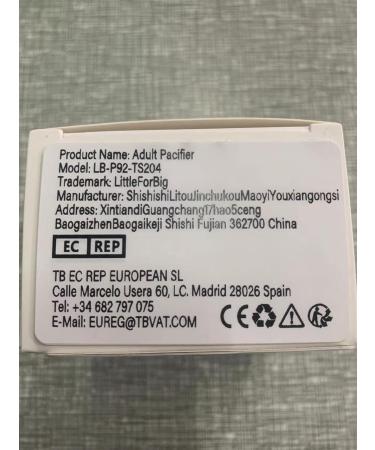 Product Name: Adult Pacifier
Model: LB-P92-TS204
Trademark: LittleForBig
Manufacturer: ShishishiLitouJinchukouMaoyiYouxiangongsi
Address: XintiandiGuangchang17hao5ceng
BaogaizhenBaogaikeji Shishi Fujian 362700 China
EC REP
TB EC REP EUROPEAN SL
Calle Marcelo Usera 60, LC. Madrid 28026 Spain
Tel: +34 682 797 075
E-Mail: EUREG@TBVAT.COM
CE